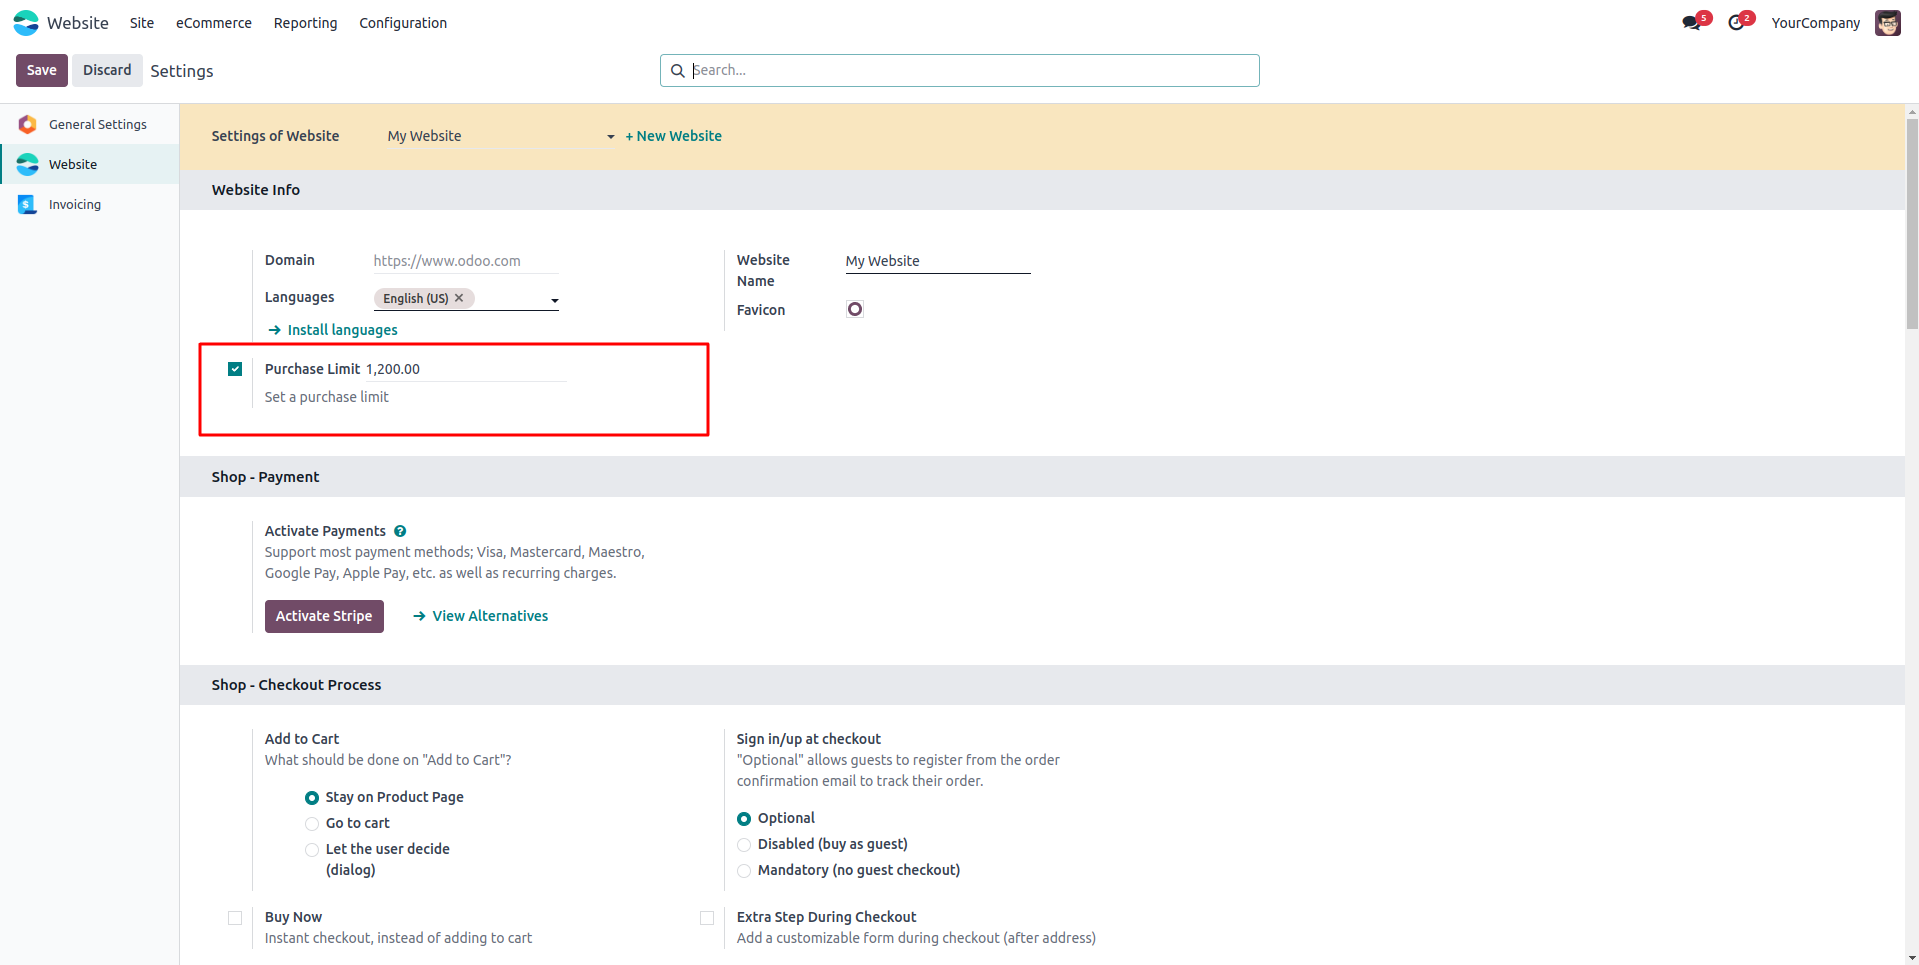 Website Site eCommerce Reporting Configuration 5 2 YourCompany
Save Discard Settings Search...
General Settings
Website
Invoicing
Settings of Website My Website + New Website
Website Info
Domain https://www.odoo.com
Languages English (US)
Install languages
Website
Name
My Website
Favicon
Purchase Limit 1,200.00
Set a purchase limit
Shop - Payment
Activate Payments ?
Support most payment methods; Visa, Mastercard, Maestro,
Google Pay, Apple Pay, etc. as well as recurring charges.
Activate Stripe View Alternatives
Shop - Checkout Process
Add to Cart
What should be done on "Add to Cart"?
Stay on Product Page
Go to cart
Let the user decide
(dialog)
Sign in/up at checkout
"Optional" allows guests to register from the order
confirmation email to track their order.
Optional
Disabled (buy as guest)
Mandatory (no guest checkout)
Buy Now
Instant checkout, instead of adding to cart
Extra Step During Checkout
Add a customizable form during checkout (after address)